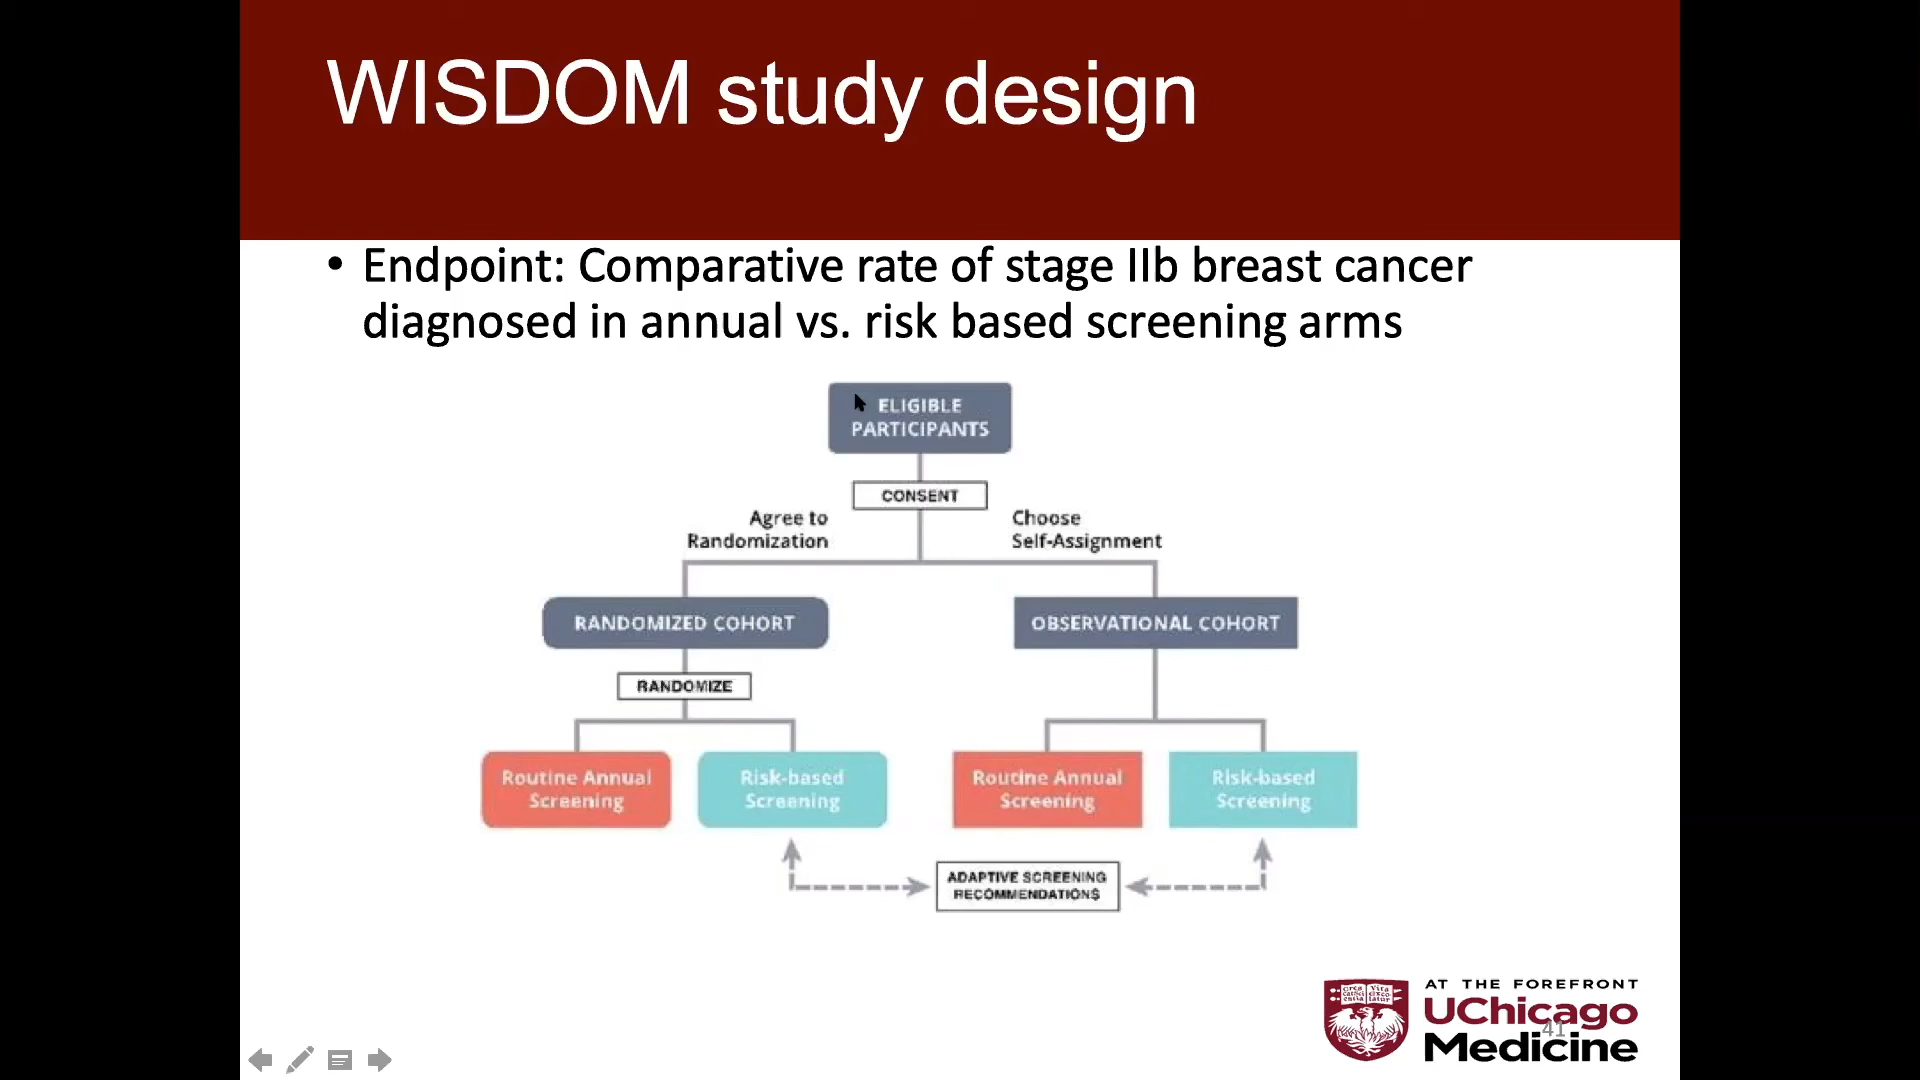 WISDOM study design
• Endpoint: Comparative rate of stage IIb breast cancer
diagnosed in annual vs. risk based screening arms
ELIGIBLE
PARTICIPANTS
CONSENT
Agree to
Randomization
Choose
Self-Assignment
RANDOMIZED COHORT
OBSERVATIONAL COHORT
RANDOMIZE
Routine Annual
Screening
Risk-based
Screening
Routine Annual
Screening
Risk-based
Screening
ADAPTIVE SCREENING
RECOMMENDATIONS
AT THE FOREFRONT
UChicago
Medicine
41